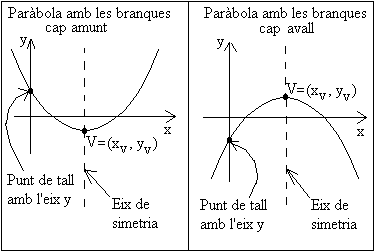 Paràbola amb les branques
cap amunt
y
x
V=(xv, yv)
Punt de tall
amb l'eix y
Eix de
simetria
Paràbola amb les branques
cap avall
y
V=(xv, yv)
x
Punt de tall
amb l'eix y
Eix de
simetria